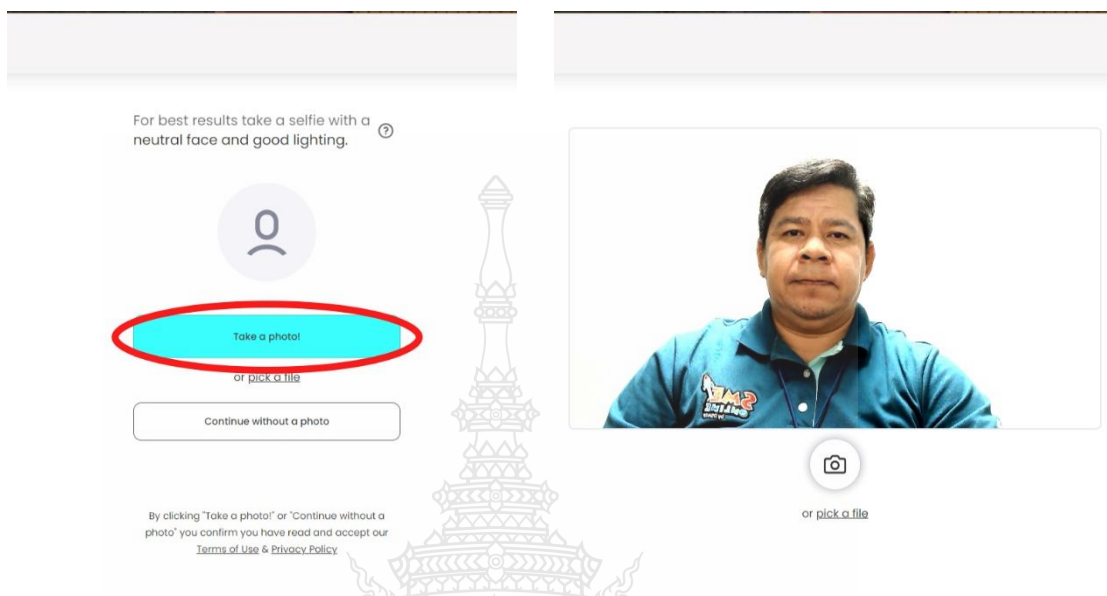 For best results take a selfie with a
neutral face and good lighting.
?
Take a photo!
or pick a file
Continue without a photo
By clicking "Take a photo!" or "Continue without a
photo" you confirm you have read and accept our
Terms of Use & Privacy Policy
SME
ONLINE
or pick a file